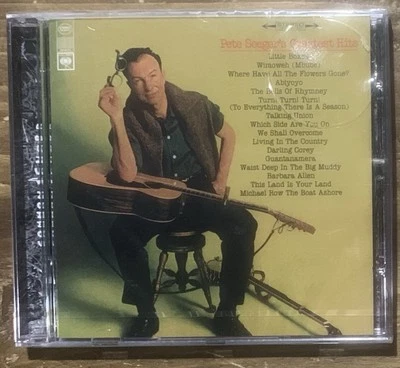 Pete Seeger's Greatest Hits
Little Boxes
Wimoweh (Mbube)
Where Have All The Flowers Gone?
Abiyoyo
The Bells Of Rhymney
Turn! Turn! Turn!
(To Everything There Is A Season)
Talking Union
Which Side Are You On
We Shall Overcome
Living In The Country
Darling Corey
Guantanamera
Waist Deep In The Big Muddy
Barbara Allen
This Land Is Your Land
Michael Row The Boat Ashore